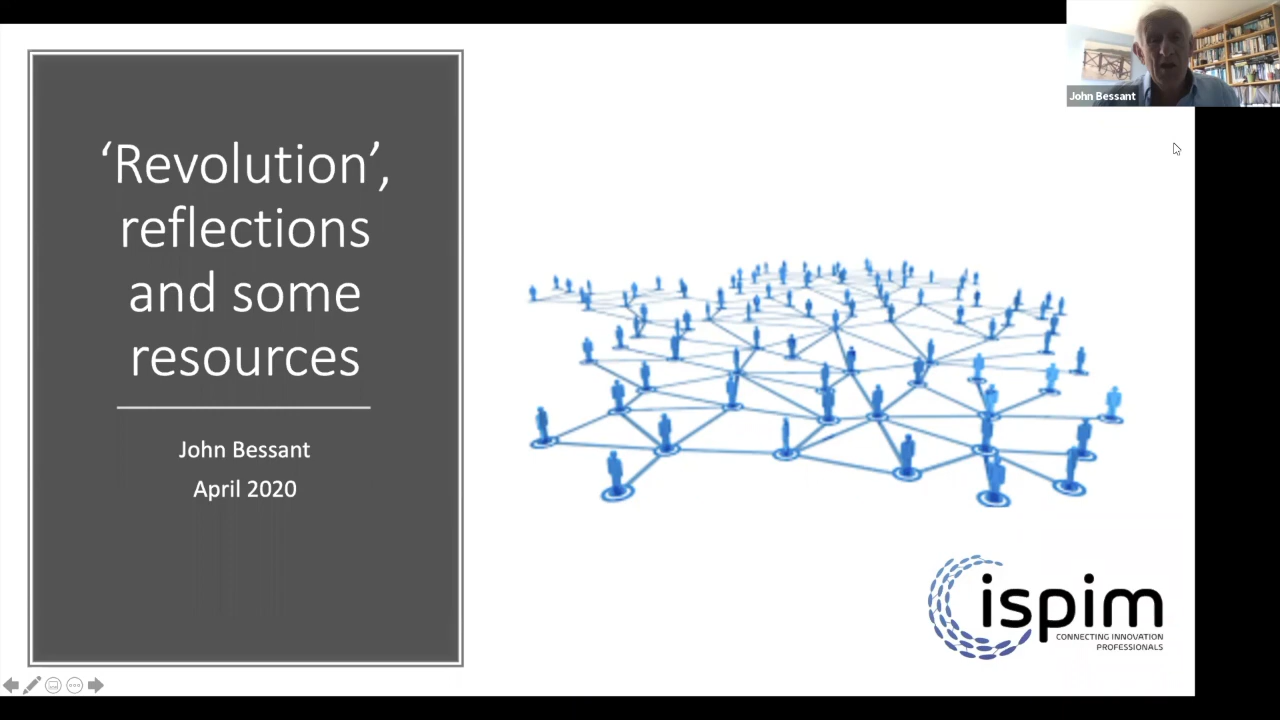 John Bessant
‘Revolution’,
reflections
and some
resources
John Bessant
April 2020
ispim
CONNECTING INNOVATION
PROFESSIONALS